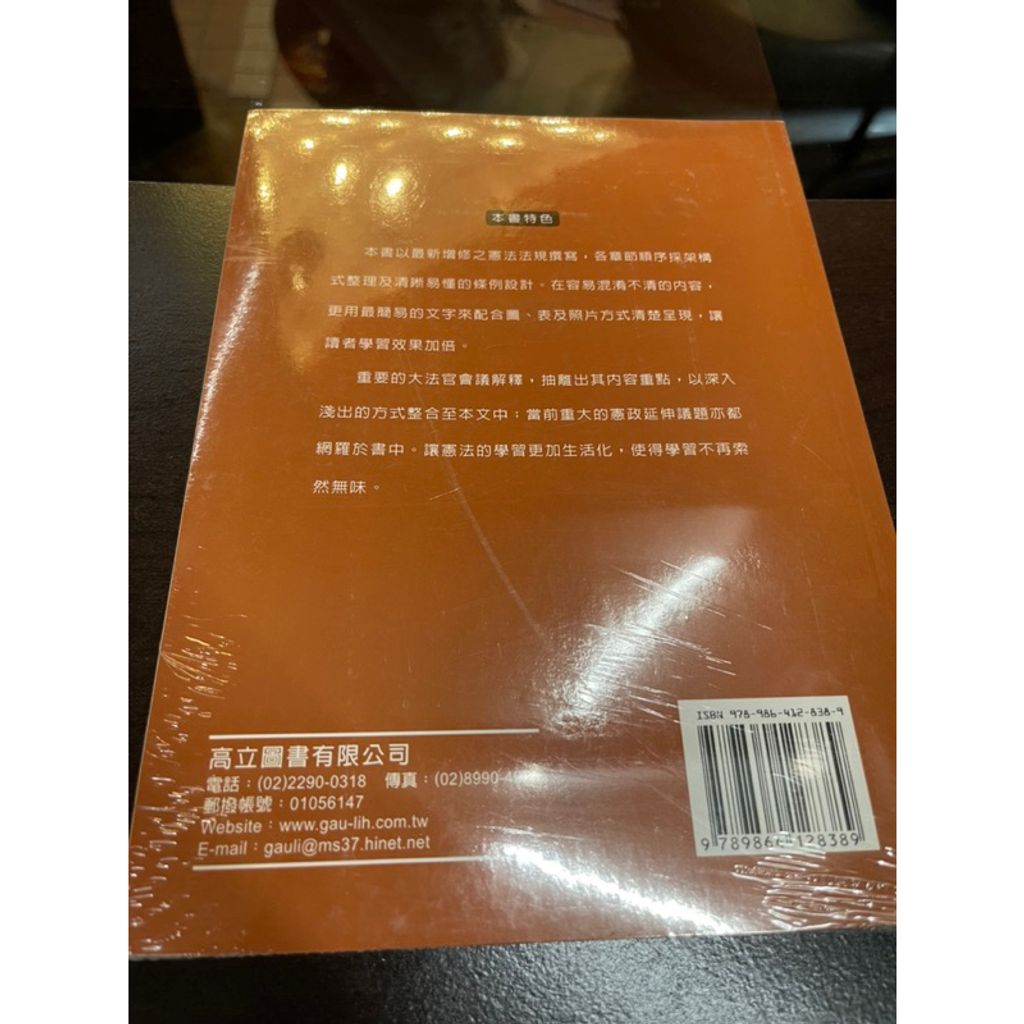 本書特色
本書以最新增修之憲法法規撰寫，各章節順序採架構
式整理及清晰易懂的條例設計。在容易混淆不清的內容，
更用最簡易的文字來配合圖、表及照片方式清楚呈現，讓
讀者學習效果加倍。
重要的大法官會議解釋，抽離出其內容重點，以深入
淺出的方式整合至本文中；當前重大的憲政延伸議題亦都
網羅於書中。讓憲法的學習更加生活化，使得學習不再索
然無味。
高立圖書有限公司
電話：(02)2290-0318 傳真：(02)8990-
郵撥帳號：01056147
Website：www.gau-lih.com.tw
E-mail：gauli@ms37.hinet.net
ISBN 978-986-412-838-9
9 789864 128389